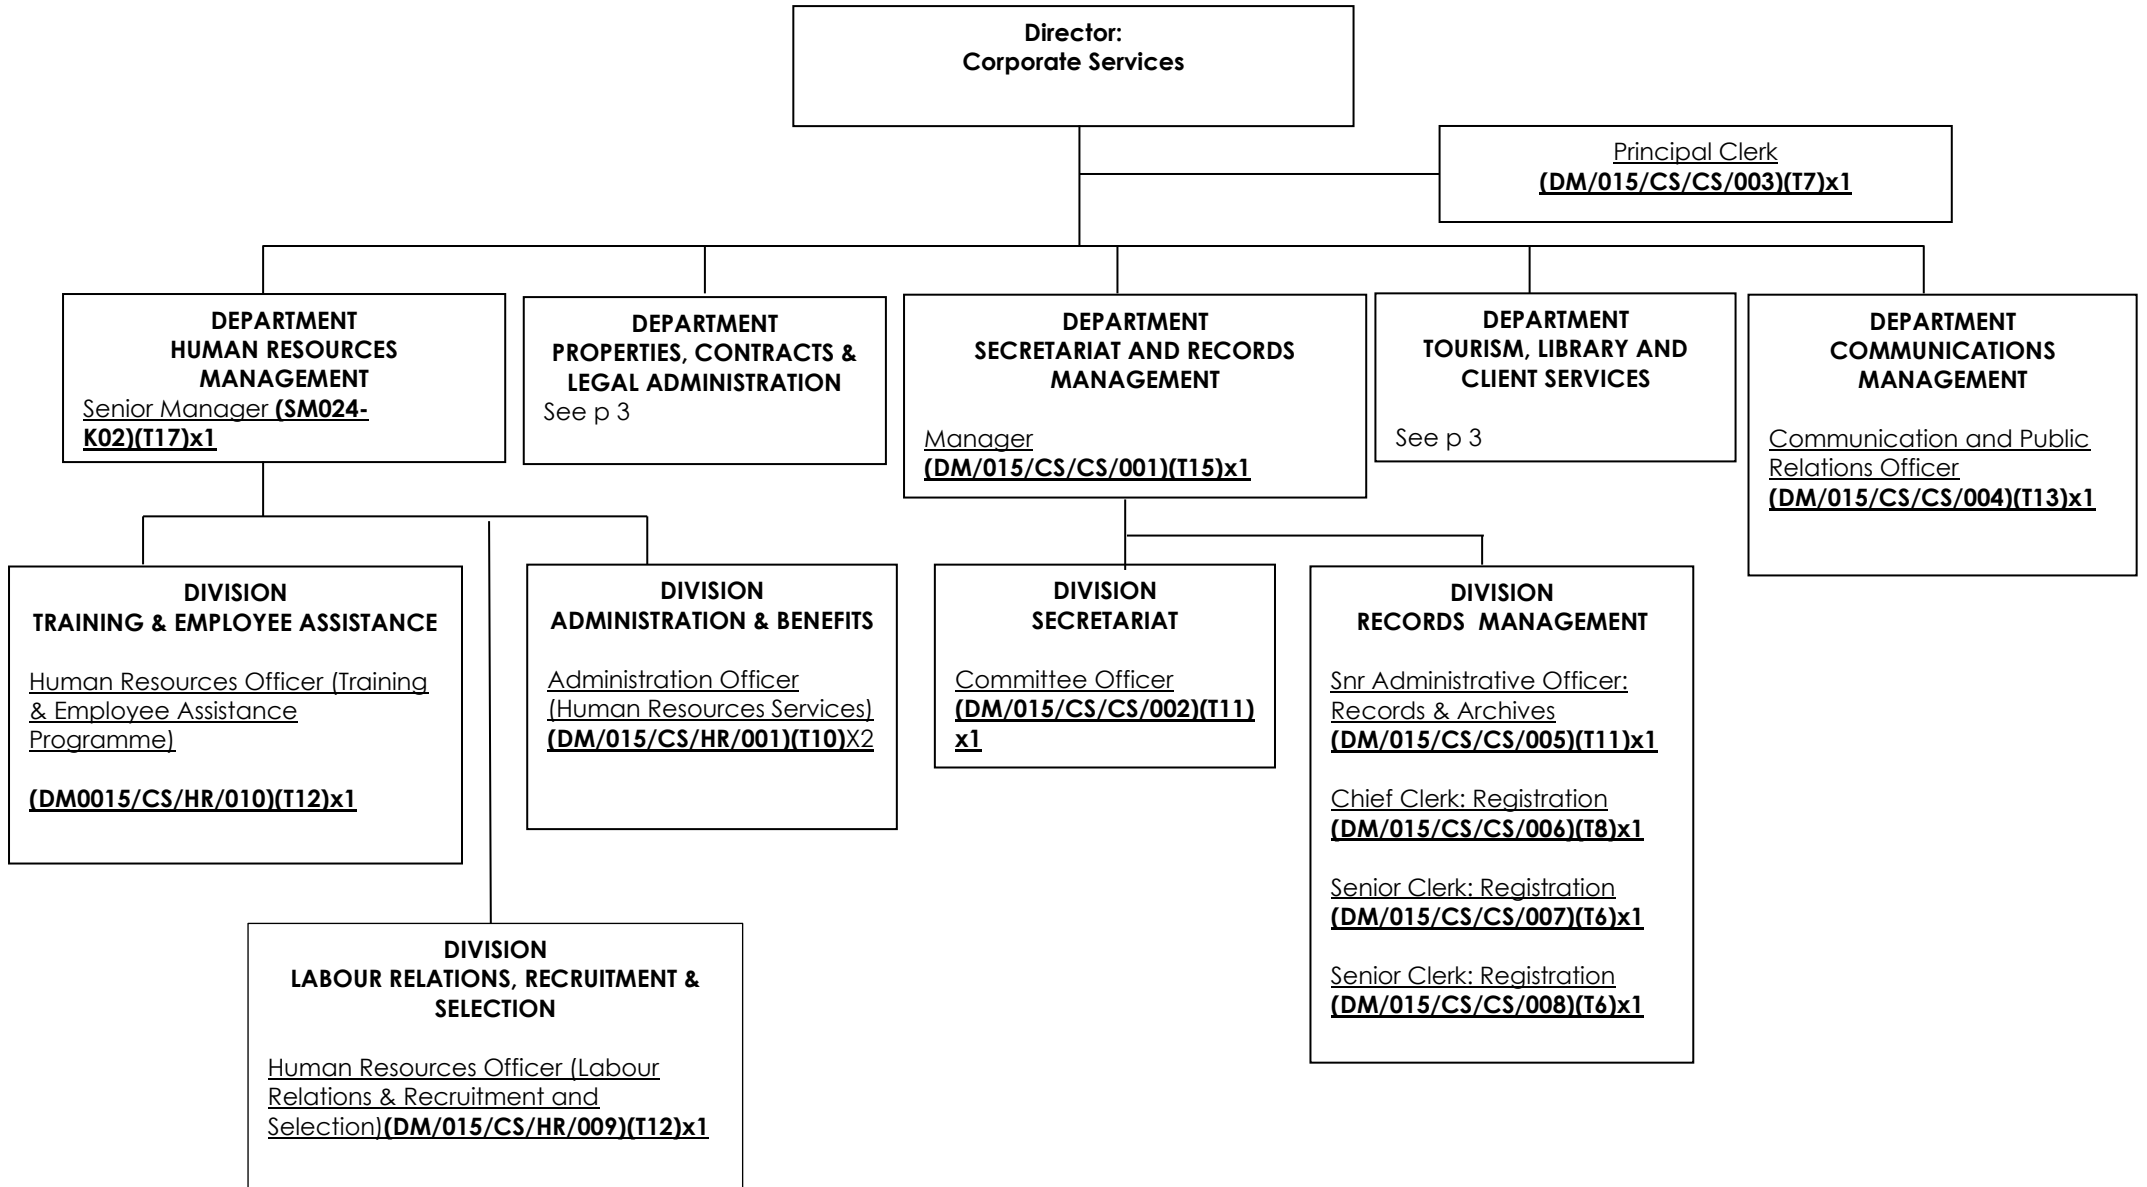 Director:
Corporate Services
Principal Clerk
(DM/015/CS/CS/003)(T7)x1
DEPARTMENT
HUMAN RESOURCES
MANAGEMENT
Senior Manager (SM024-
K02)(T17)x1
DEPARTMENT
PROPERTIES, CONTRACTS &
LEGAL ADMINISTRATION
See p 3
DEPARTMENT
SECRETARIAT AND RECORDS
MANAGEMENT
Manager
(DM/015/CS/CS/001)(T15)x1
DEPARTMENT
TOURISM, LIBRARY AND
CLIENT SERVICES
See p 3
DEPARTMENT
COMMUNICATIONS
MANAGEMENT
Communication and Public
Relations Officer
(DM/015/CS/CS/004)(T13)x1
DIVISION
TRAINING & EMPLOYEE ASSISTANCE
Human Resources Officer (Training
& Employee Assistance
Programme)
(DM0015/CS/HR/010)(T12)x1
DIVISION
ADMINISTRATION & BENEFITS
Administration Officer
(Human Resources Services)
(DM/015/CS/HR/001)(T10)X2
DIVISION
SECRETARIAT
Committee Officer
(DM/015/CS/CS/002)(T11)
x1
DIVISION
RECORDS MANAGEMENT
Snr Administrative Officer:
Records & Archives
(DM/015/CS/CS/005)(T11)x1
Chief Clerk: Registration
(DM/015/CS/CS/006)(T8)x1
Senior Clerk: Registration
(DM/015/CS/CS/007)(T6)x1
Senior Clerk: Registration
(DM/015/CS/CS/008)(T6)x1
DIVISION
LABOUR RELATIONS, RECRUITMENT &
SELECTION
Human Resources Officer (Labour
Relations & Recruitment and
Selection)(DM/015/CS/HR/009)(T12)x1